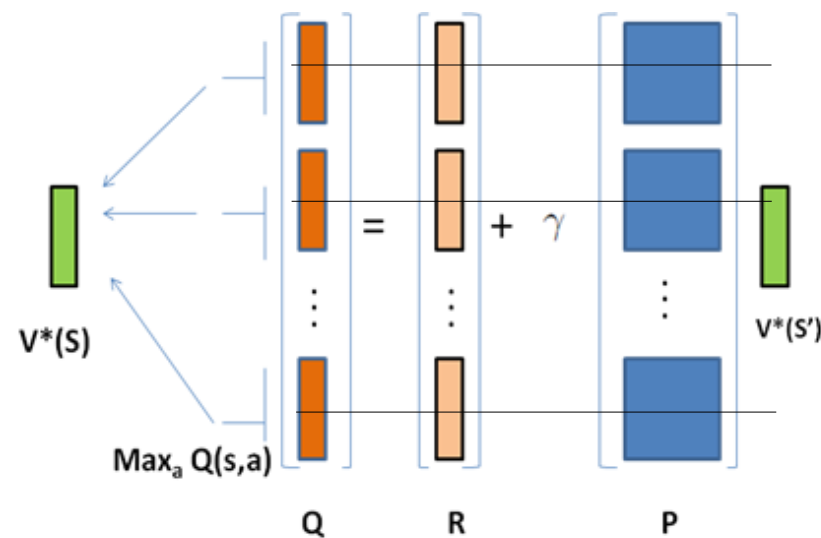 = + γ
⋮ ⋮ ⋮
V*(S) V*(S')
Maxₐ Q(s,a)
Q R P